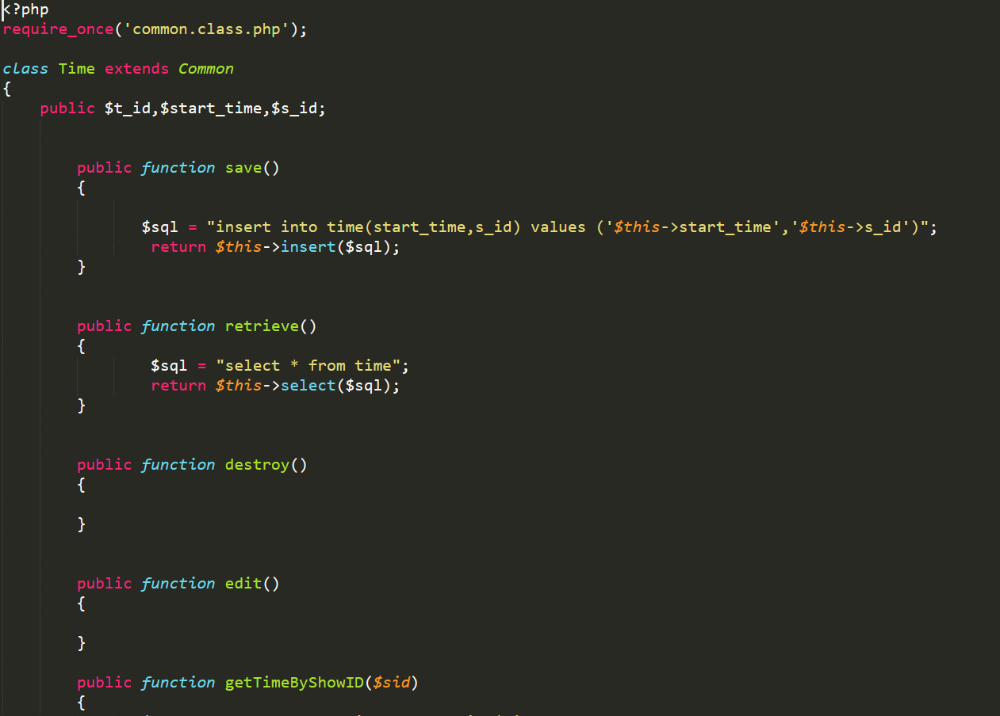 <?php
require_once('common.class.php');
class Time extends Common
{
public $t_id,$start_time,$s_id;
public function save()
{
$sql = "insert into time(start_time,s_id) values ('$this->start_time','$this->s_id')";
return $this->insert($sql);
}
public function retrieve()
{
$sql = "select * from time";
return $this->select($sql);
}
public function destroy()
{
}
public function edit()
{
}
public function getTimeByShowID($sid)
{